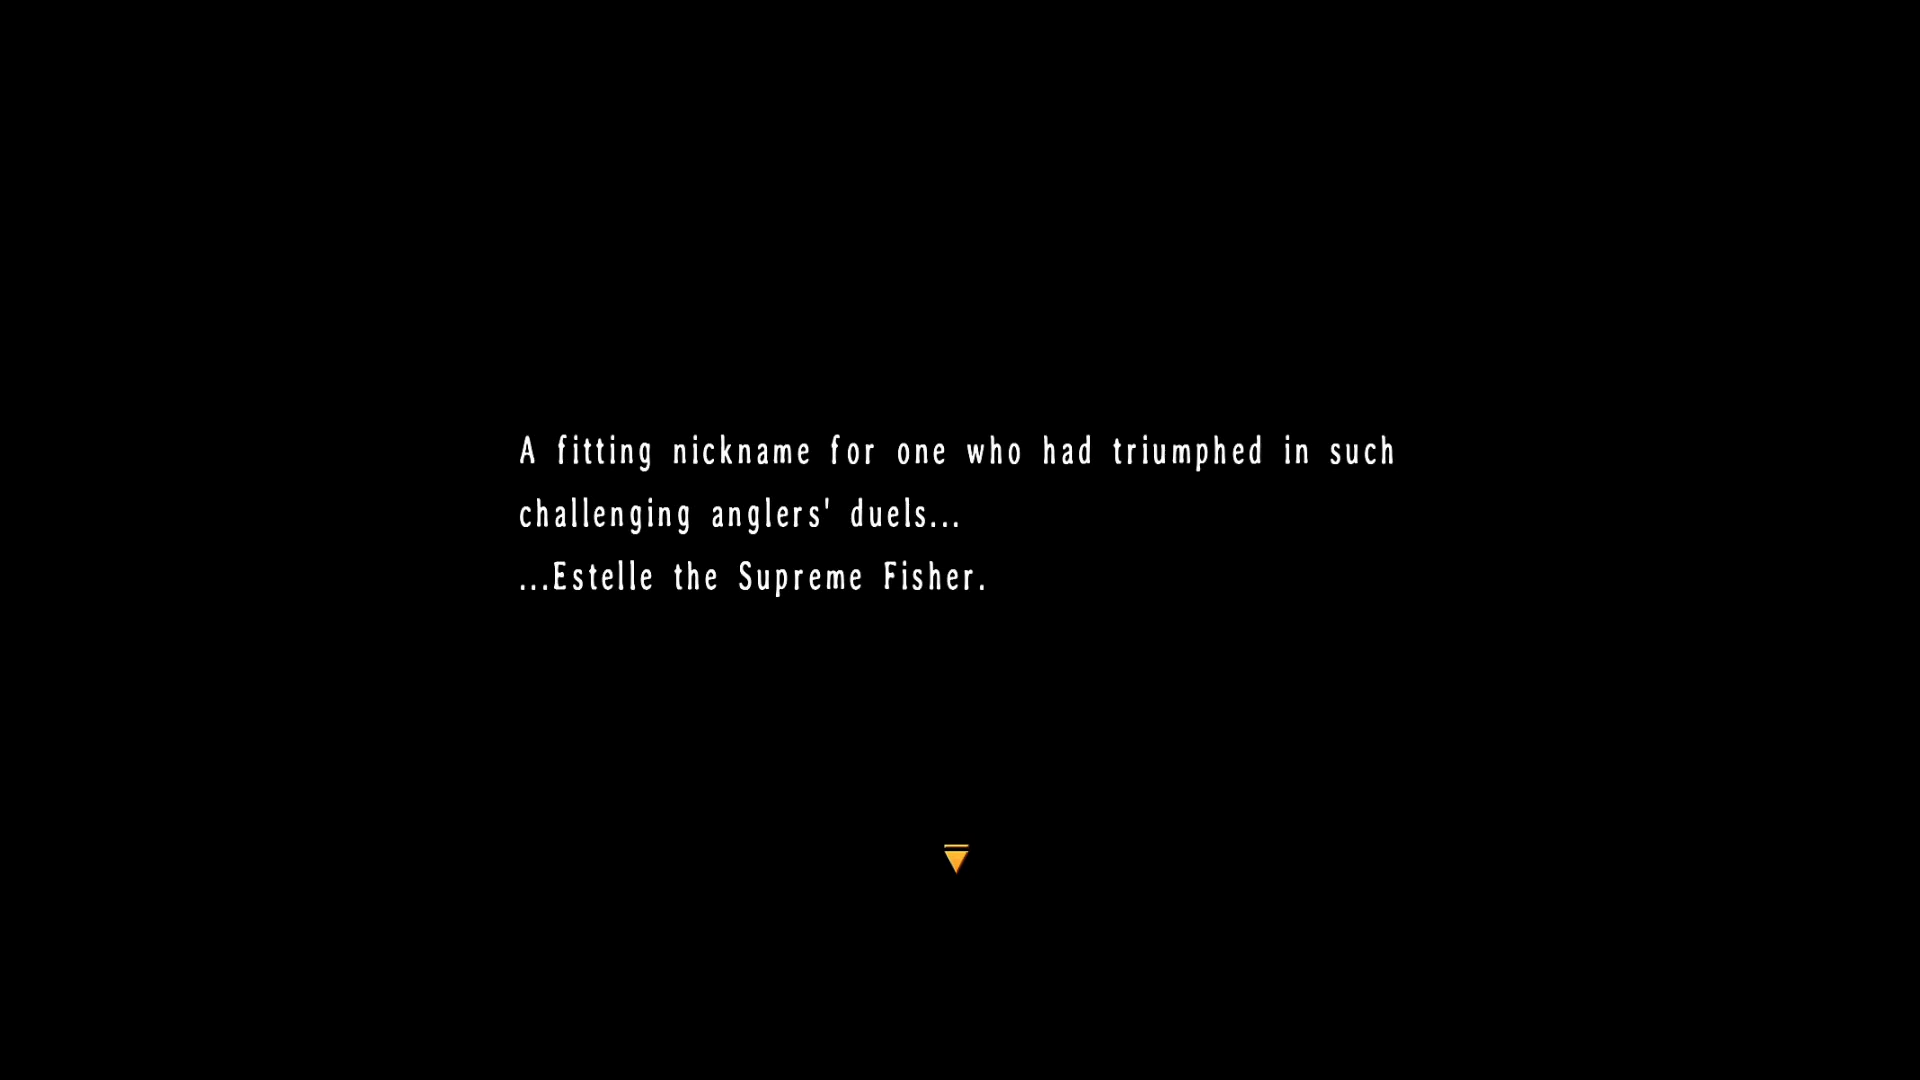 A fitting nickname for one who had triumphed in such
challenging anglers' duels...
...Estelle the Supreme Fisher.